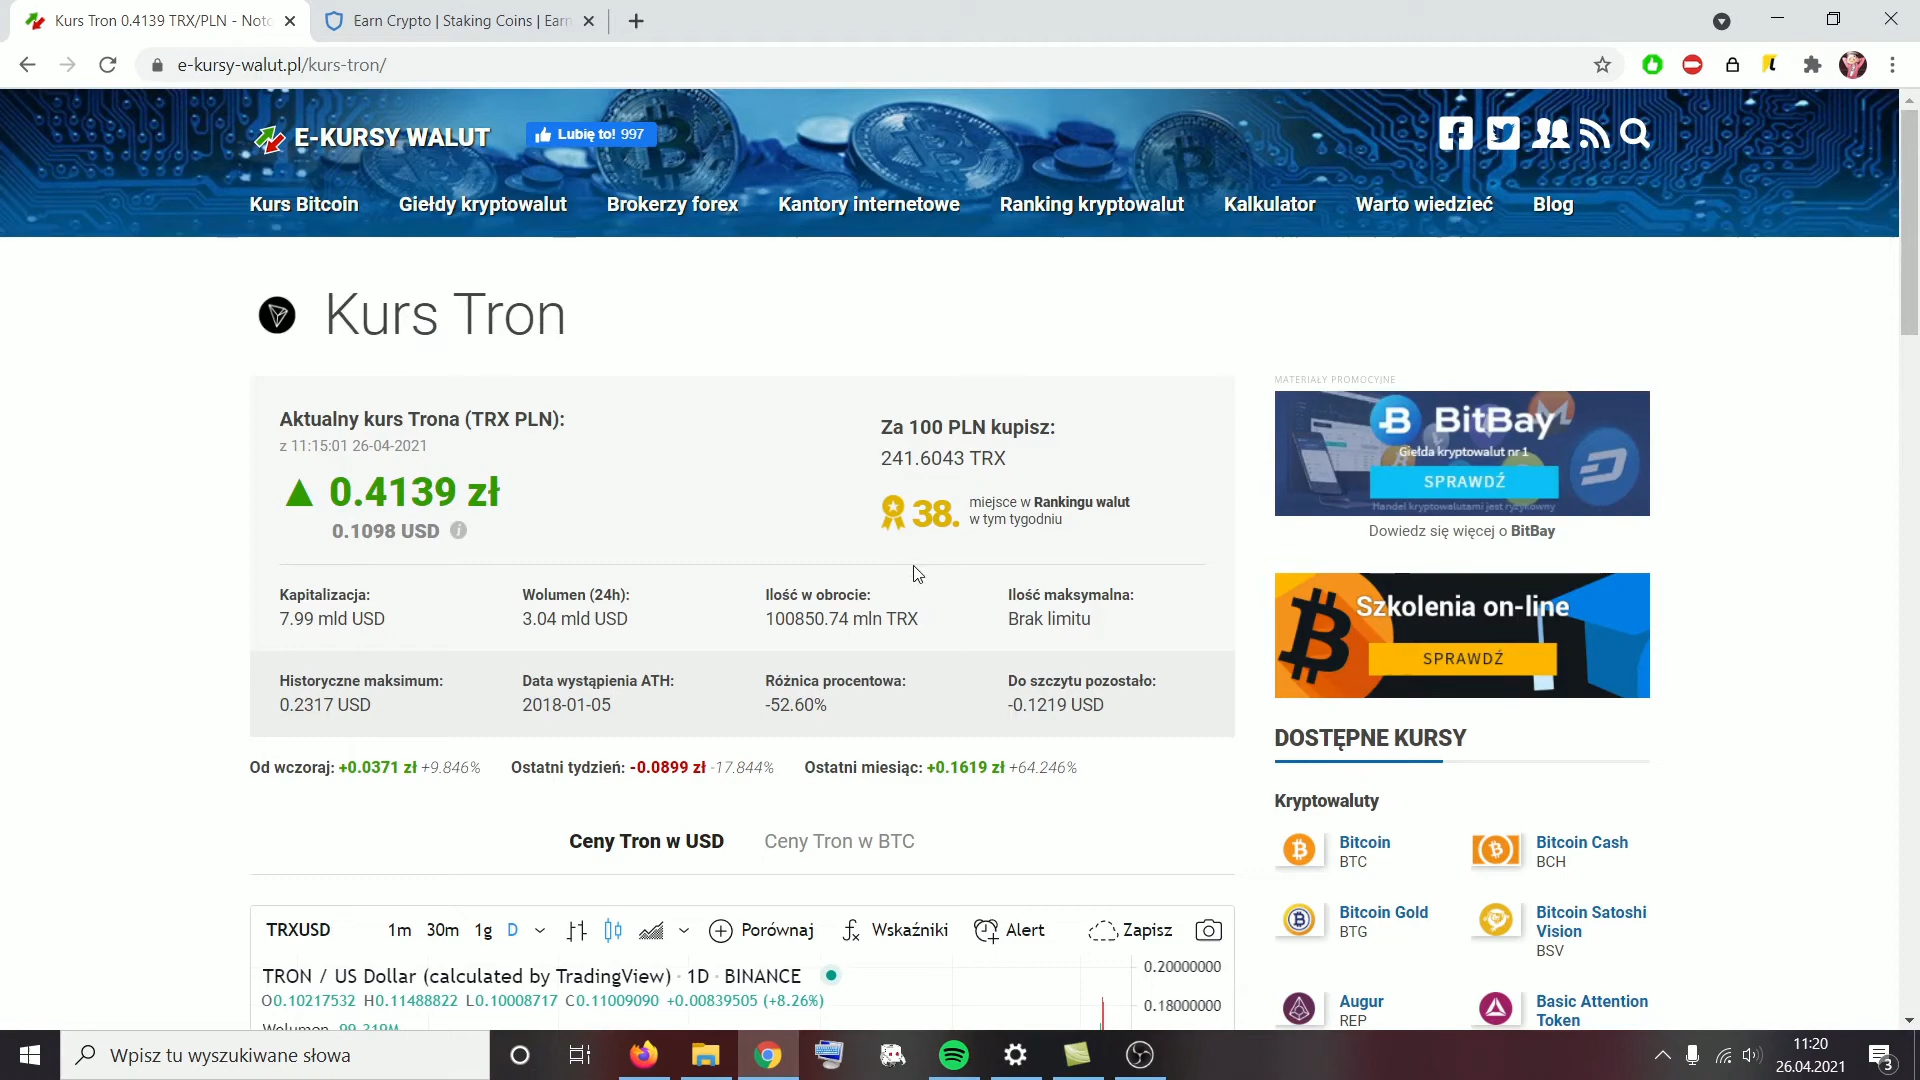 Kurs Tron 0.4139 TRX/PLN - Noto
Earn Crypto | Staking Coins | Earn
e-kursy-walut.pl/kurs-tron/
E-KURSY WALUT
Lubię to! 997
Kurs Bitcoin
Giełdy kryptowalut
Brokerzy forex
Kantory internetowe
Ranking kryptowalut
Kalkulator
Warto wiedzieć
Blog
Kurs Tron
Aktualny kurs Trona (TRX PLN):
z 11:15:01 26-04-2021
0.4139 zł
0.1098 USD
Za 100 PLN kupisz:
241.6043 TRX
38.
miejsce w Rankingu walut
w tym tygodniu
Kapitalizacja:
7.99 mld USD
Wolumen (24h):
3.04 mld USD
Ilość w obrocie:
100850.74 mln TRX
Ilość maksymalna:
Brak limitu
Historyczne maksimum:
0.2317 USD
Data wystąpienia ATH:
2018-01-05
Różnica procentowa:
-52.60%
Do szczytu pozostało:
-0.1219 USD
Od wczoraj: +0.0371 zł +9.846%
Ostatni tydzień: -0.0899 zł -17.844%
Ostatni miesiąc: +0.1619 zł +64.246%
Ceny Tron w USD
Ceny Tron w BTC
TRXUSD
1m
30m
1g
D
Porównaj
Wskaźniki
Alert
Zapisz
TRON / US Dollar (calculated by TradingView) · 1D · BINANCE
O0.10217532 H0.11488822 L0.10008717 C0.11009090 +0.00839505 (+8.26%)
Wolumen 99.319M
0.20000000
0.18000000
MATERIAŁY PROMOCYJNE
BitBay
Giełda kryptowalut nr 1
SPRAWDŹ
Handel kryptowalutami jest ryzykowny
Dowiedz się więcej o BitBay
Szkolenia on-line
SPRAWDŹ
DOSTĘPNE KURSY
Kryptowaluty
Bitcoin
BTC
Bitcoin Cash
BCH
Bitcoin Gold
BTG
Bitcoin Satoshi
Vision
BSV
Augur
REP
Basic Attention
Token
Wpisz tu wyszukiwane słowa
11:20
26.04.2021
3